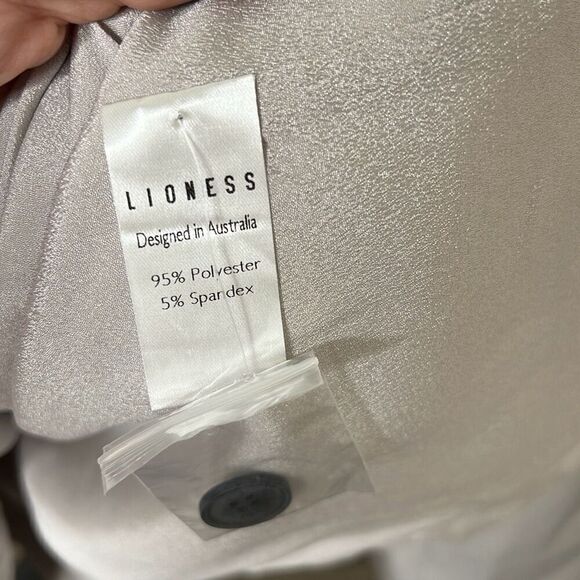 LIONESS
Designed in Australia
95% Polyester
5% Spandex